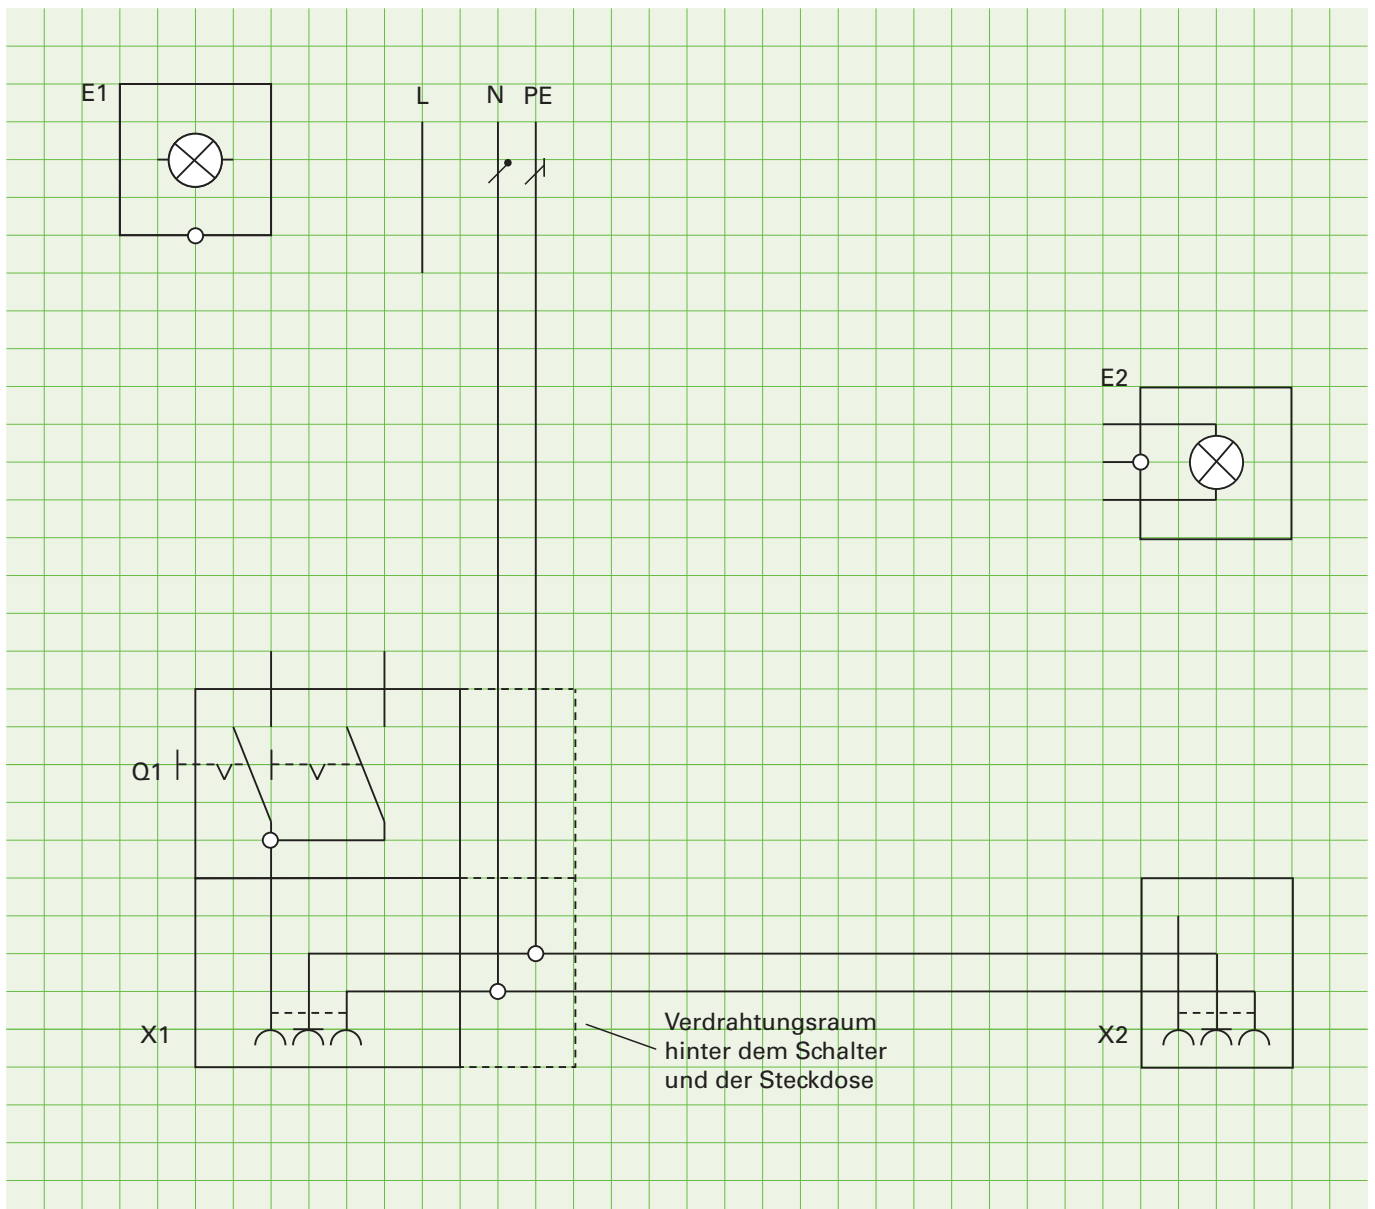 E1
L
N
PE
E2
Q1
X1
Verdrahtungsraum
hinter dem Schalter
und der Steckdose
X2